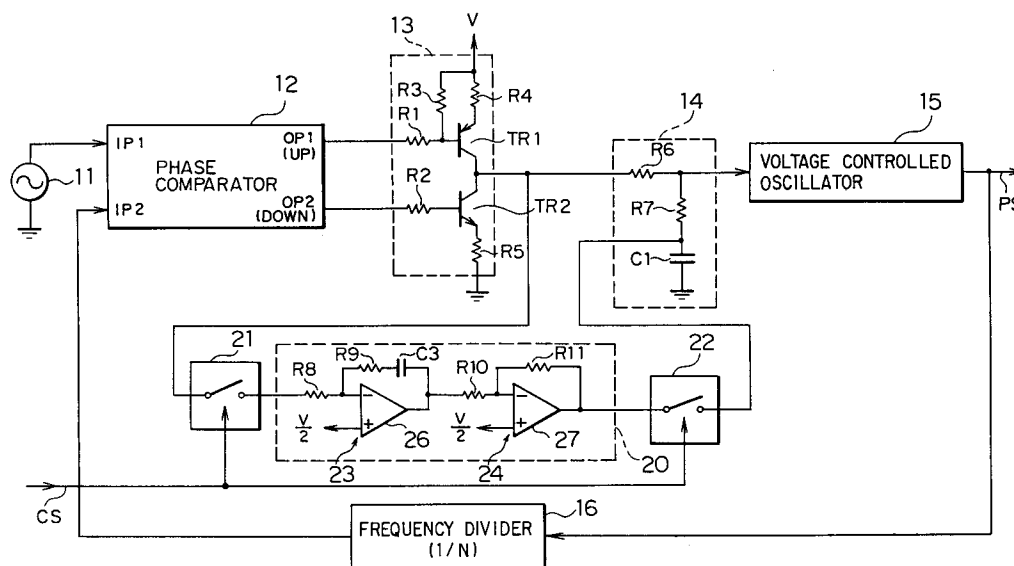 V
13
R3
R4
12
R1
TR1
IP1
OP1
(UP)
PHASE
COMPARATOR
11
R2
IP2
OP2
(DOWN)
TR2
R5
14
R6
R7
C1
15
VOLTAGE CONTROLLED
OSCILLATOR
PS
21
R8
R9
C3
R10
R11
22
V/2
26
V/2
27
23
24
20
CS
16
FREQUENCY DIVIDER
(1/N)